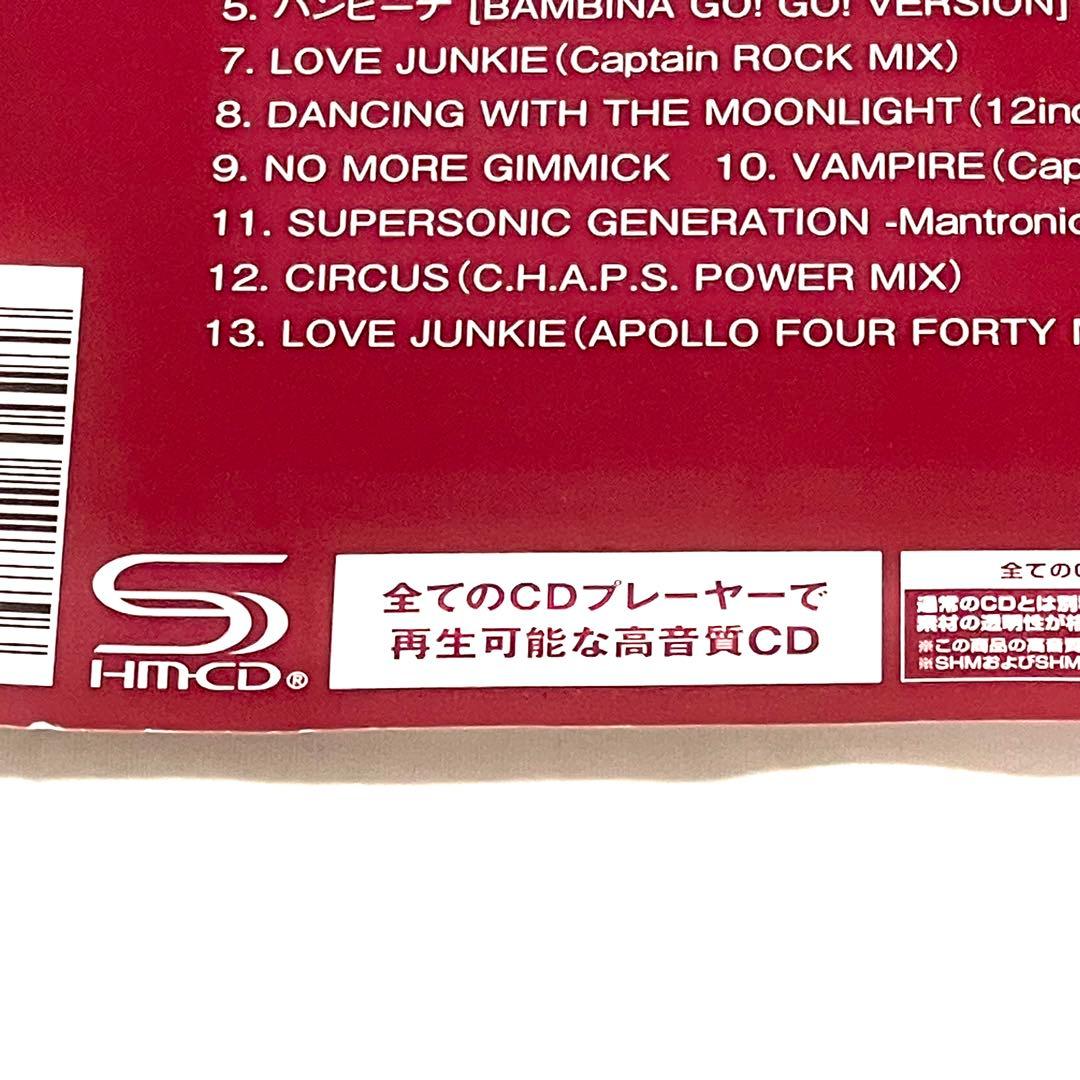 5. バンビーナ [BAMBINA GO! GO! VERSION]
7. LOVE JUNKIE(Captain ROCK MIX)
8. DANCING WITH THE MOONLIGHT(12inc
9. NO MORE GIMMICK 10. VAMPIRE(Cap
11. SUPERSONIC GENERATION -Mantronic
12. CIRCUS(C.H.A.P.S. POWER MIX)
13. LOVE JUNKIE(APOLLO FOUR FORTY
SHM-CD®
全てのCDプレーヤーで
再生可能な高音質CD
全てのC
通常のCDとは別
素材の透明性が格
※この商品の高音質
※SHMおよびSHM